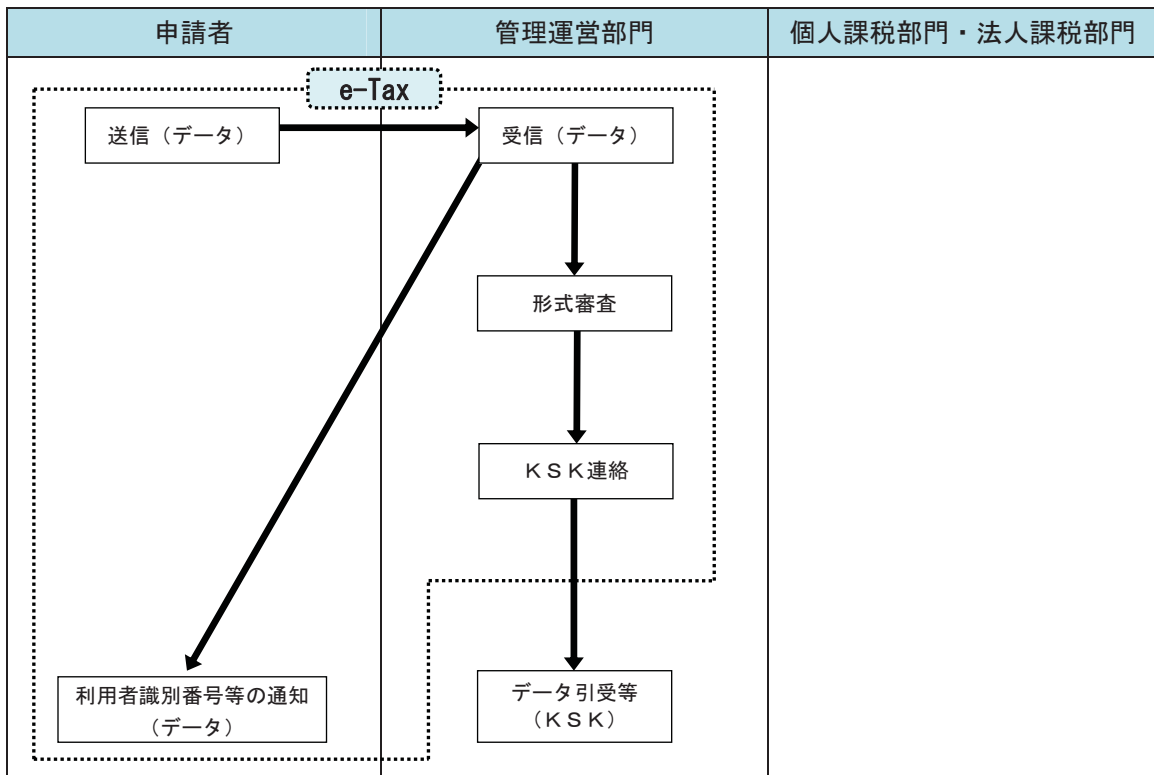 申請者
管理運営部門
個人課税部門・法人課税部門
e-Tax
送信（データ）
受信（データ）
形式審査
ＫＳＫ連絡
利用者識別番号等の通知
（データ）
データ引受等
（ＫＳＫ）